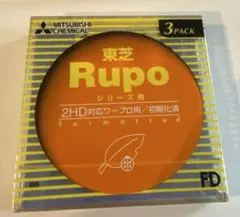 MITSUBISHI
CHEMICAL
3PACK
東芝
Rupo
シリーズ用
2HD対応ワープロ用/初期化済
formatted
FD